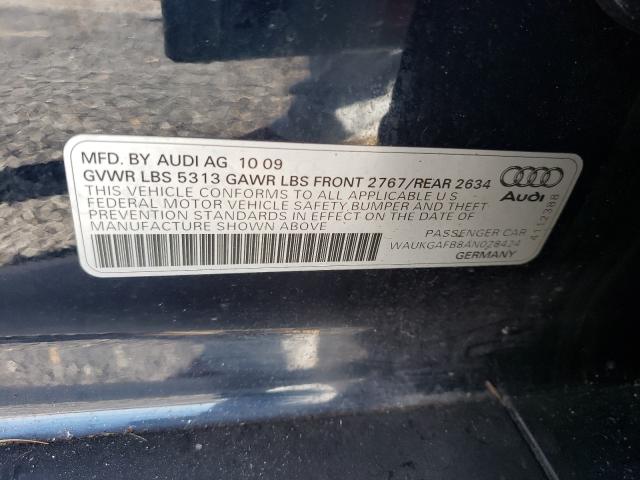 MFD. BY AUDI AG 10 09
GVWR LBS 5313 GAWR LBS FRONT 2767/REAR 2634
THIS VEHICLE CONFORMS TO ALL APPLICABLE U S
FEDERAL MOTOR VEHICLE SAFETY BUMPER AND THEFT
PREVENTION STANDARDS IN EFFECT ON THE DATE OF
MANUFACTURE SHOWN ABOVE
PASSENGER CAR
WAUKGAFB8AN028424
GERMANY
Audi
4112388